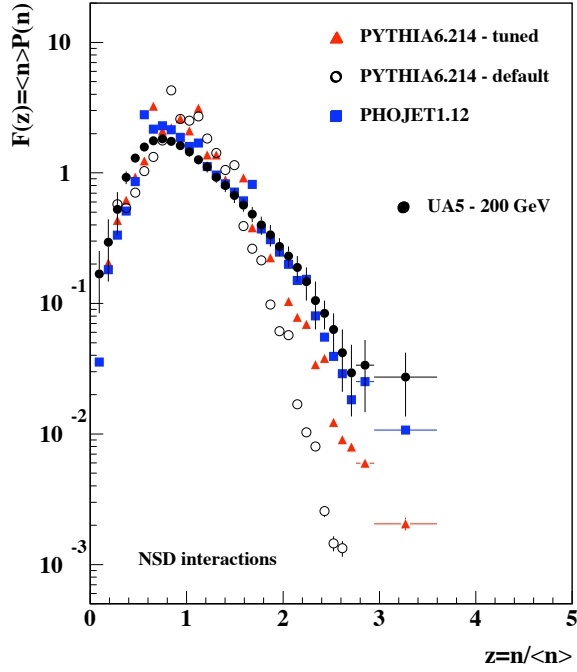 F(z)=<n>P(n)
10
1
10^-1
10^-2
10^-3
PYTHIA6.214 - tuned
PYTHIA6.214 - default
PHOJET1.12
UA5 - 200 GeV
NSD interactions
0 1 2 3 4 5
z=n/<n>